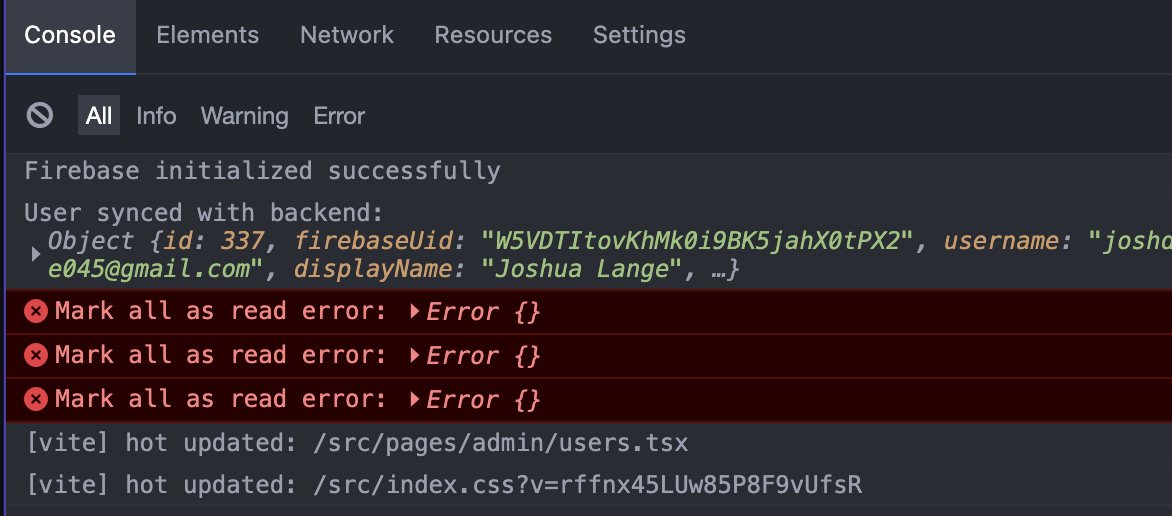 Console Elements Network Resources Settings
All Info Warning Error
Firebase initialized successfully
User synced with backend:
Object {id: 337, firebaseUid: "W5VDTItovKhMk0i9BK5jahX0tPX2", username: "joshd
e045@gmail.com", displayName: "Joshua Lange", …}
Mark all as read error: Error {}
Mark all as read error: Error {}
Mark all as read error: Error {}
[vite] hot updated: /src/pages/admin/users.tsx
[vite] hot updated: /src/index.css?v=rffnx45LUw85P8F9vUfsR